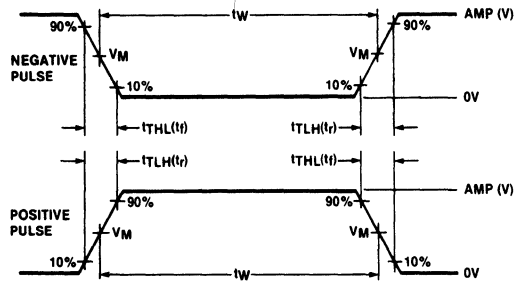 tW
AMP (V)
90% 90%
NEGATIVE
PULSE
VM VM
10% 10%
0V
tTHL(tf) tTLH(tr)
tTLH(tr) tTHL(tf)
AMP (V)
90% 90%
POSITIVE
PULSE
VM VM
10% 10%
tW
0V